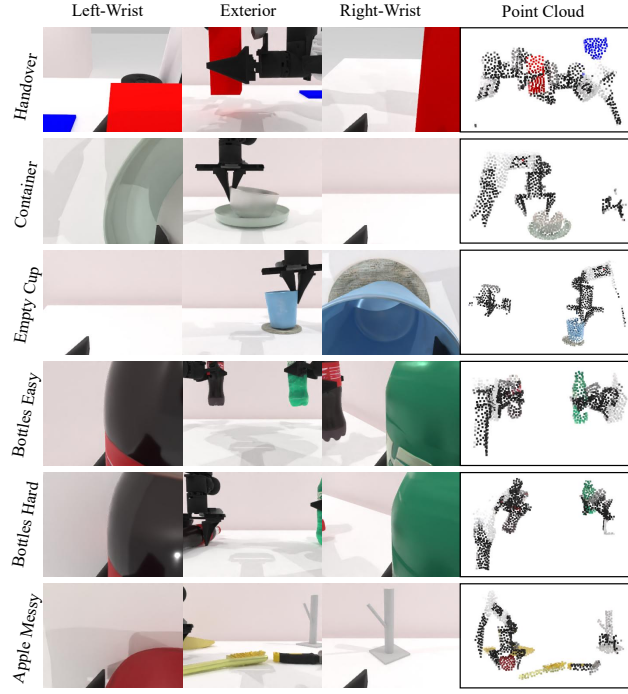 Left-Wrist Exterior Right-Wrist Point Cloud
Handover
Container
Empty Cup
Bottles Easy
Bottles Hard
Apple Messy